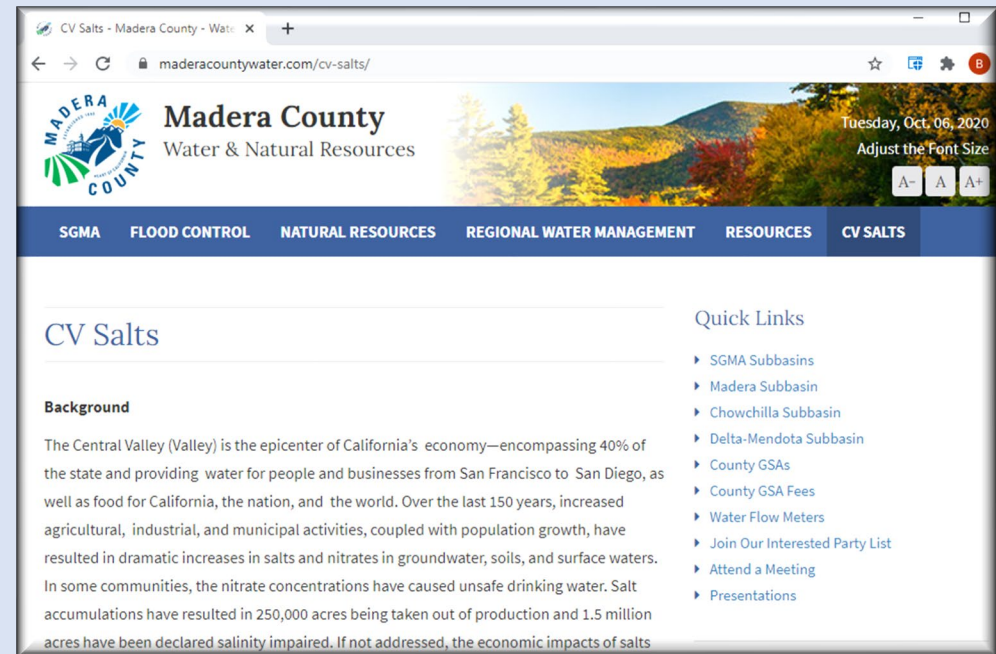 CV Salts - Madera County - Wate
maderacountywater.com/cv-salts/
B
MADERA
COUNTY
Madera County
Water & Natural Resources
Tuesday, Oct. 06, 2020
Adjust the Font Size
A- A A+
SGMA FLOOD CONTROL NATURAL RESOURCES REGIONAL WATER MANAGEMENT RESOURCES CV SALTS
CV Salts
Background
The Central Valley (Valley) is the epicenter of California's economy—encompassing 40% of
the state and providing water for people and businesses from San Francisco to San Diego, as
well as food for California, the nation, and the world. Over the last 150 years, increased
agricultural, industrial, and municipal activities, coupled with population growth, have
resulted in dramatic increases in salts and nitrates in groundwater, soils, and surface waters.
In some communities, the nitrate concentrations have caused unsafe drinking water. Salt
accumulations have resulted in 250,000 acres being taken out of production and 1.5 million
acres have been declared salinity impaired. If not addressed, the economic impacts of salts
Quick Links
SGMA Subbasins
Madera Subbasin
Chowchilla Subbasin
Delta-Mendota Subbasin
County GSAs
County GSA Fees
Water Flow Meters
Join Our Interested Party List
Attend a Meeting
Presentations